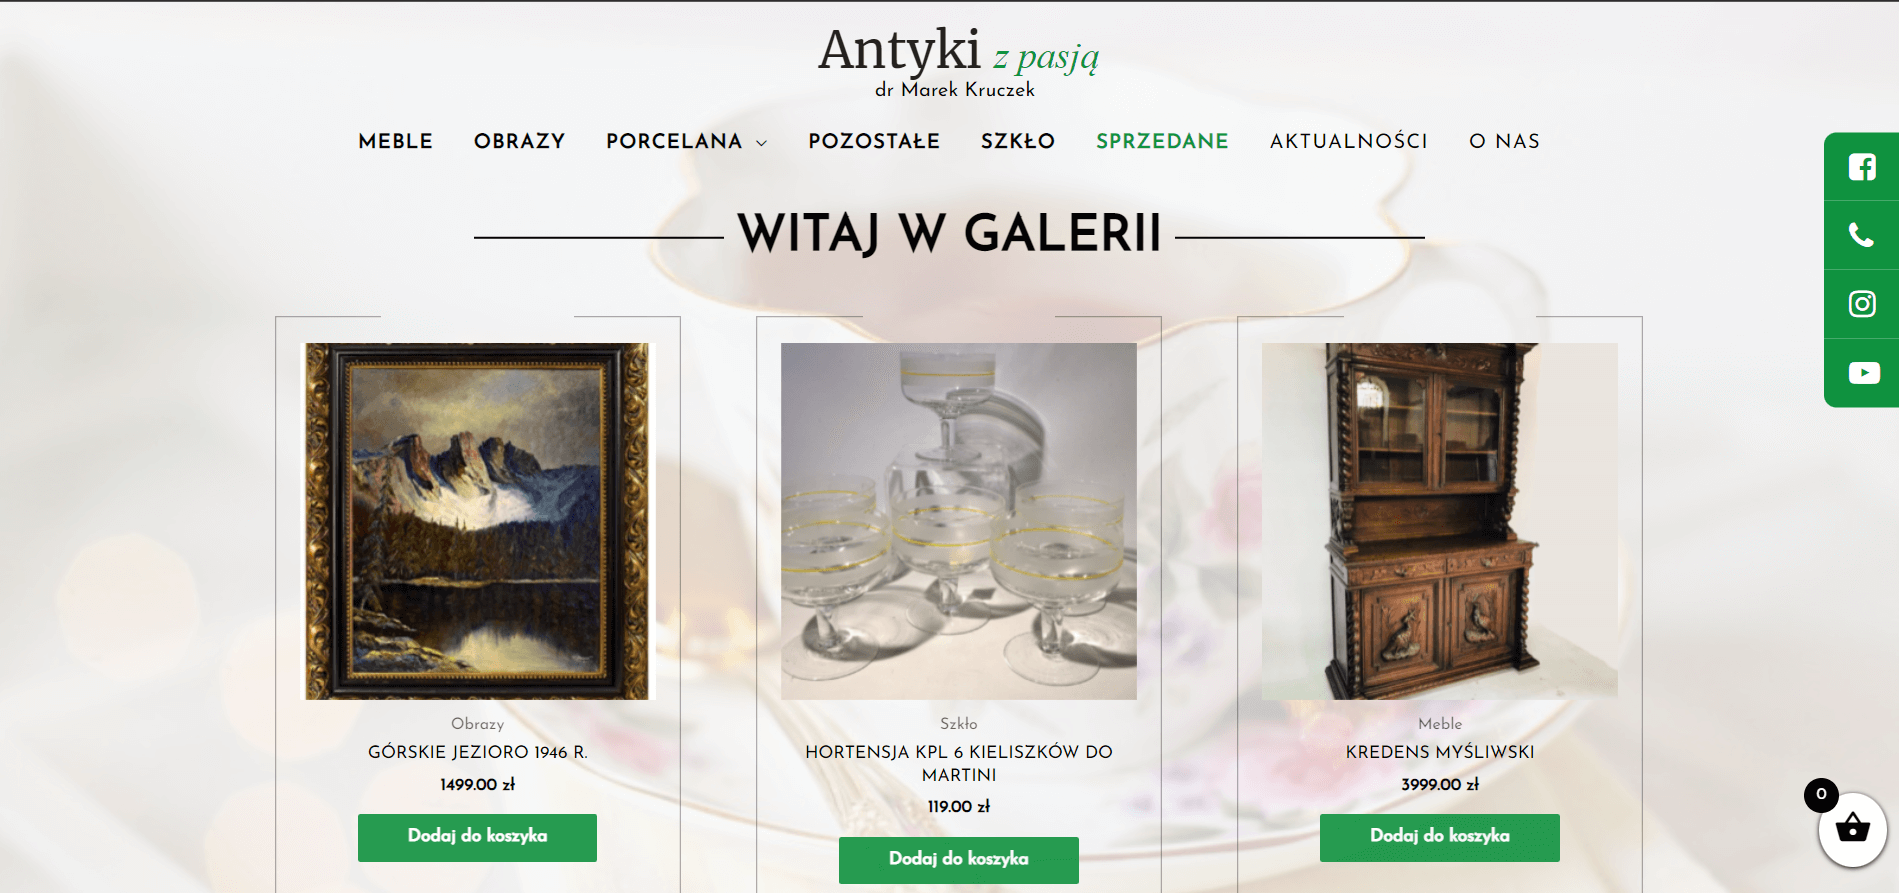 Antyki z pasją
dr Marek Kruczek
MEBLE OBRAZY PORCELANA POZOSTAŁE SZKŁO SPRZEDANE AKTUALNOŚCI O NAS
WITAJ W GALERII
Obrazy
GÓRSKIE JEZIORO 1946 R.
1499.00 zł
Dodaj do koszyka
Szkło
HORTENSJA KPL 6 KIELISZKÓW DO
MARTINI
119.00 zł
Dodaj do koszyka
Meble
KREDENS MYŚLIWSKI
3999.00 zł
Dodaj do koszyka
0